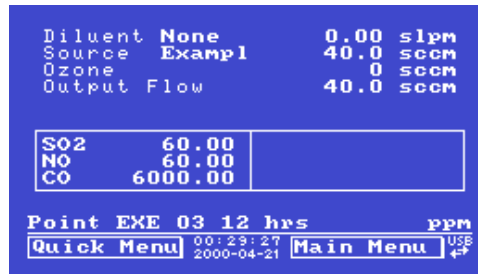 Diluent None 0.00 slpm
Source Exampl 40.0 sccm
Ozone 0 sccm
Output Flow 40.0 sccm
SO2 60.00
NO 60.00
CO 6000.00
Point EXE 03 12 hrs ppm
Quick Menu 00:29:27 Main Menu USB
2000-04-21